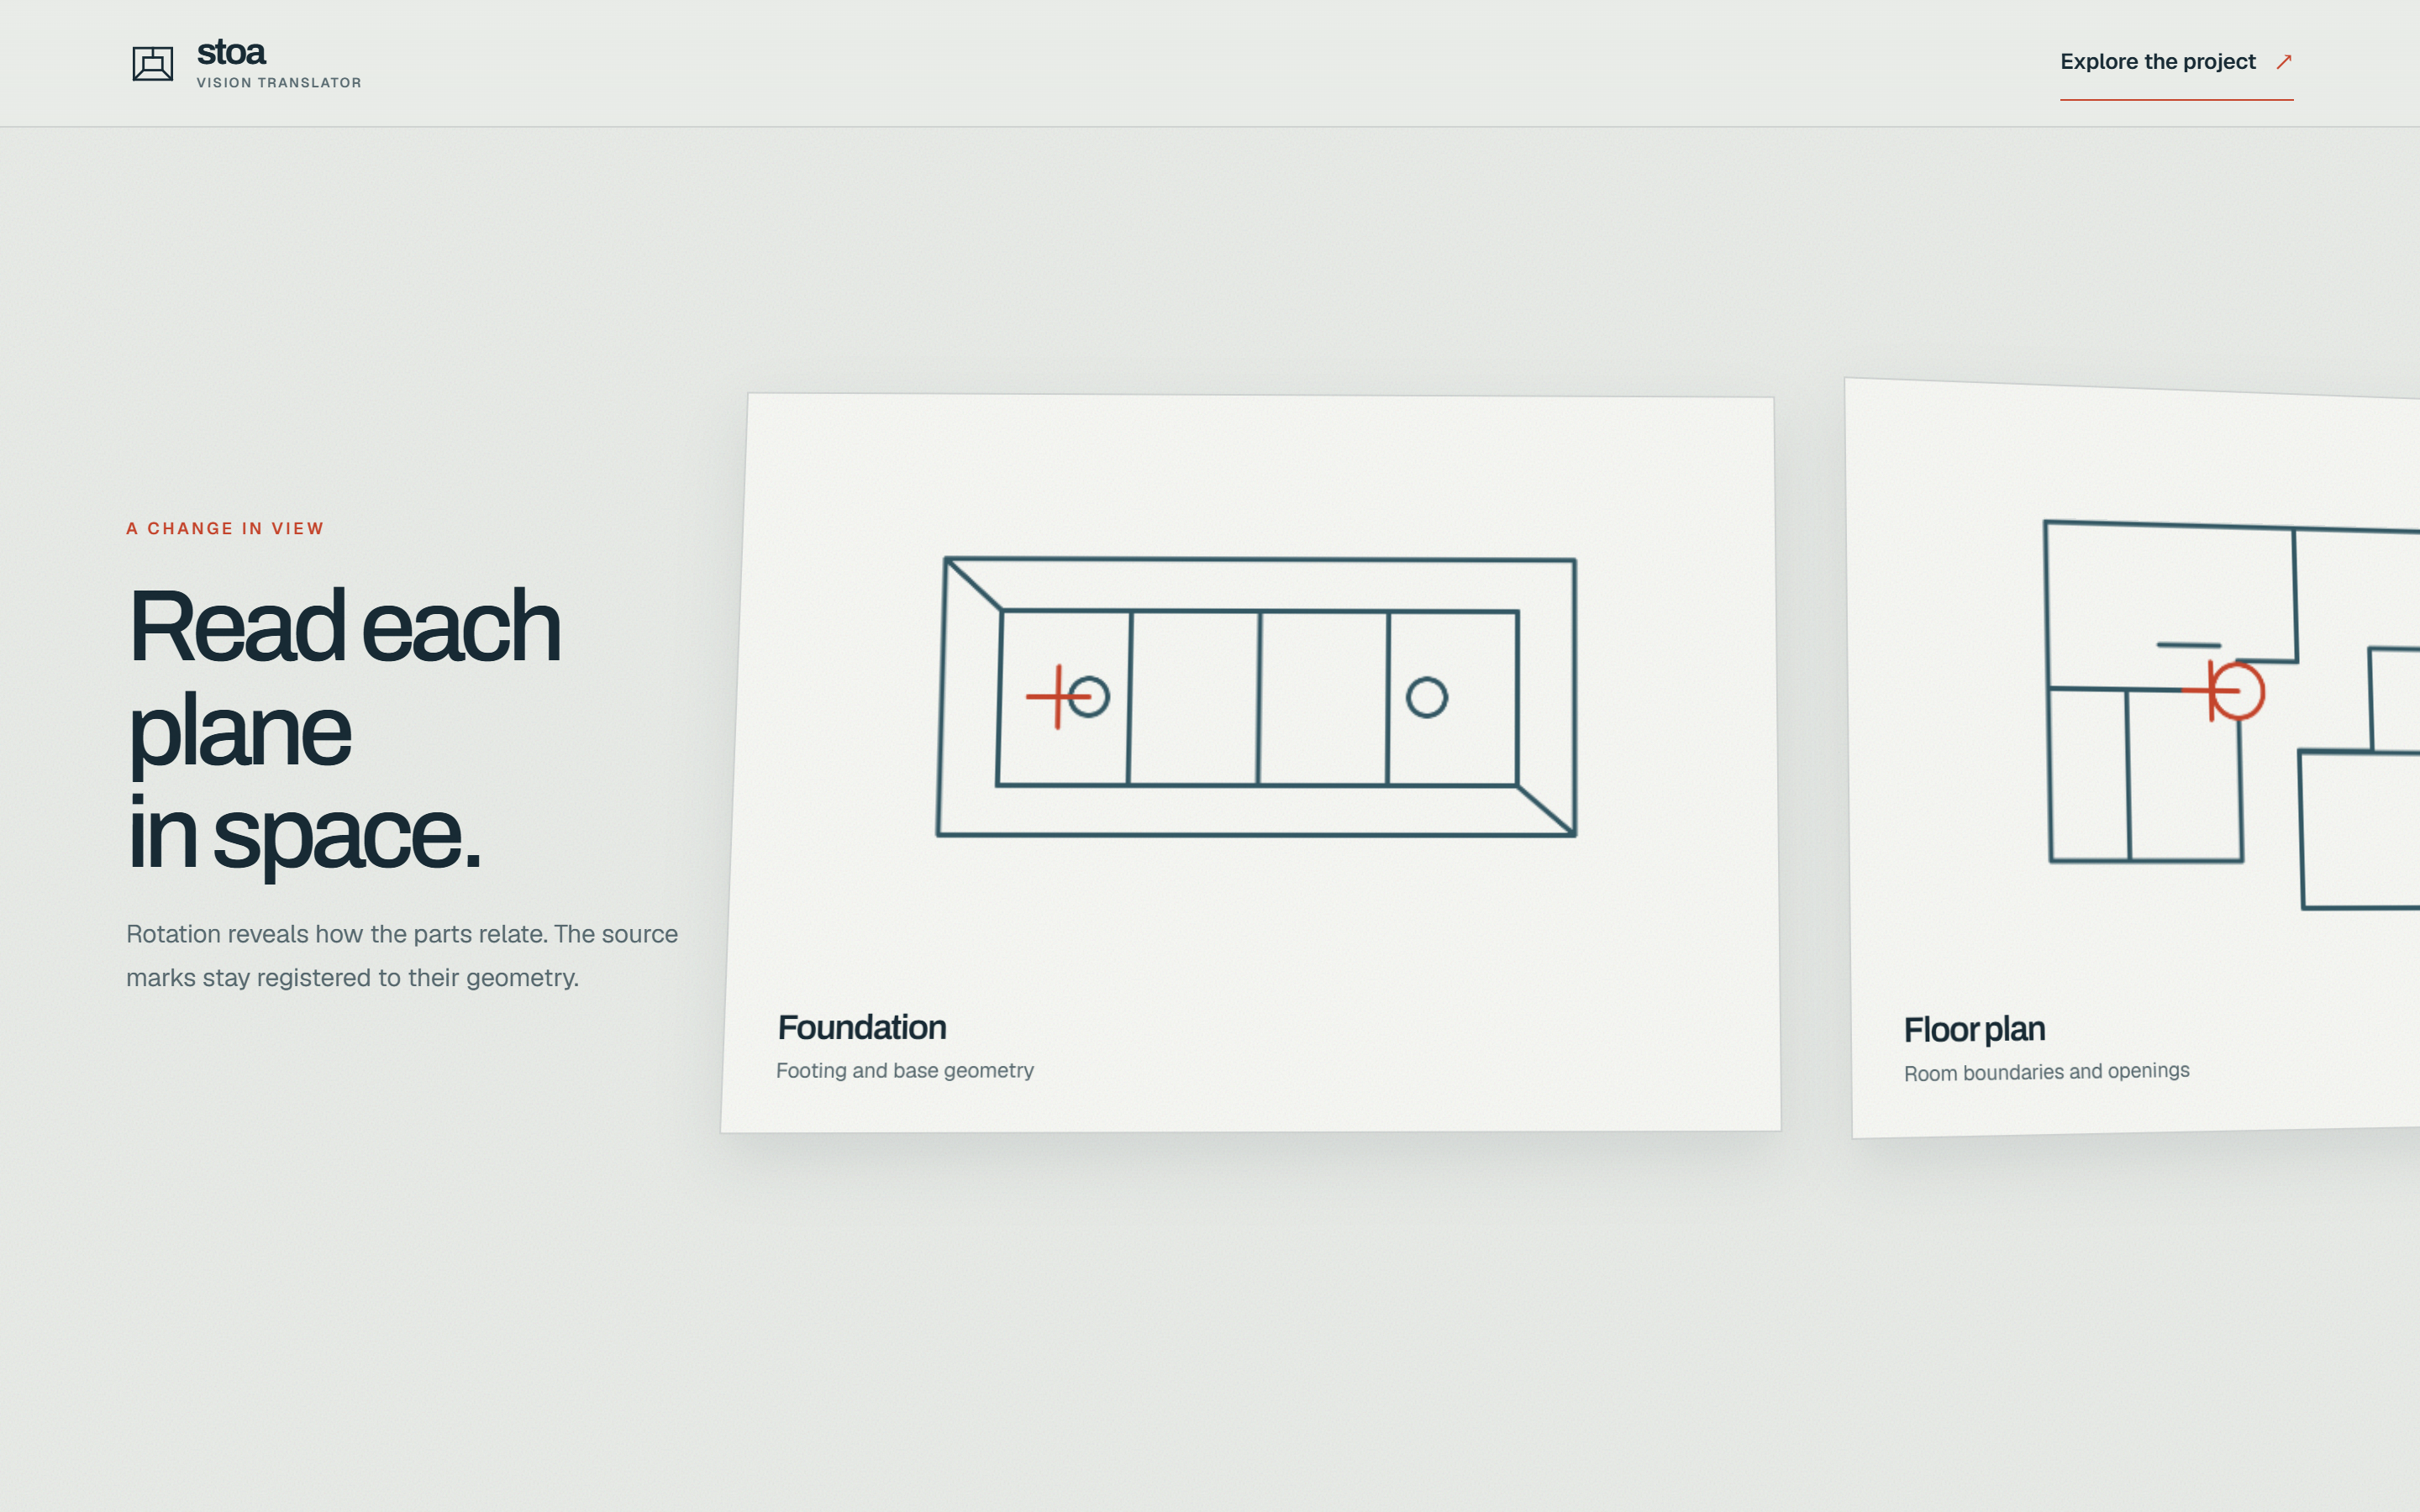 stoa
VISION TRANSLATOR
Explore the project ↗
A CHANGE IN VIEW
Read each
plane
in space.
Rotation reveals how the parts relate. The source
marks stay registered to their geometry.
Foundation
Footing and base geometry
Floor plan
Room boundaries and openings